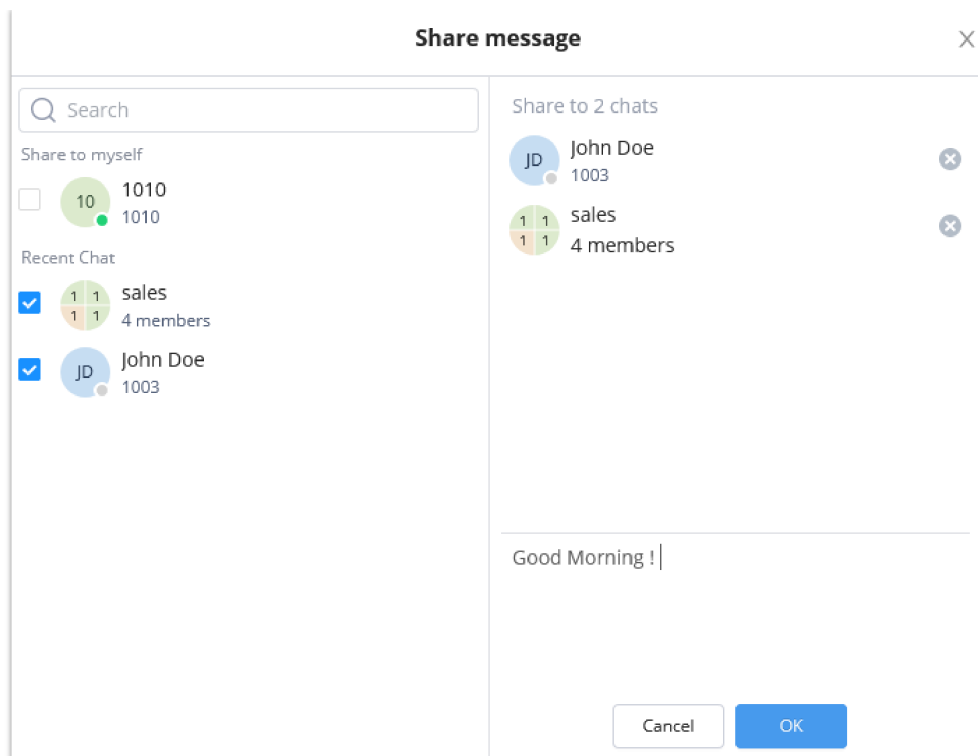 Share message
Search
Share to myself
10
1010
1010
Recent Chat
1 1
1 1
sales
4 members
JD
John Doe
1003
Share to 2 chats
JD
John Doe
1003
1 1
1 1
sales
4 members
Good Morning !
Cancel
OK